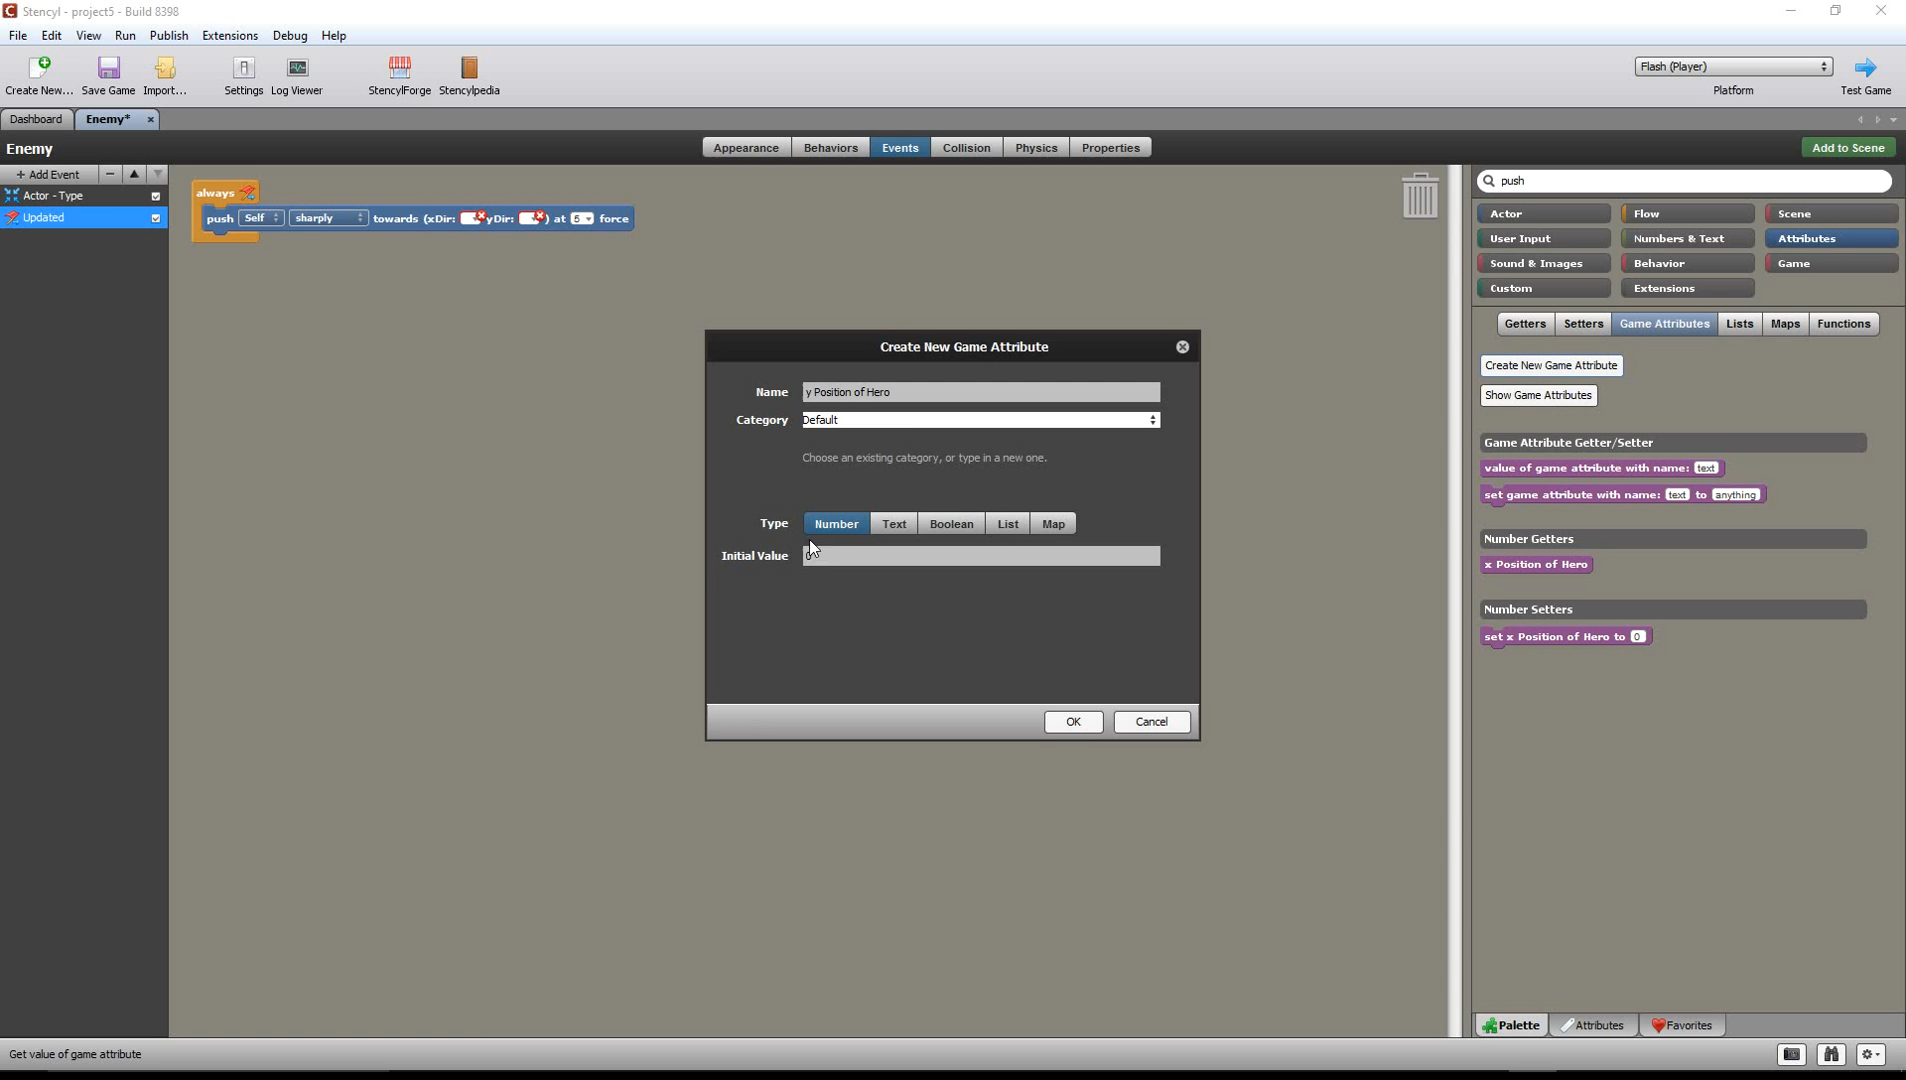 Stencyl - project5 - Build 8398
File Edit View Run Publish Extensions Debug Help
Create New... Save Game Import... Settings Log Viewer StencylForge Stencylpedia
Flash (Player)
Platform
Test Game
Dashboard Enemy*
Enemy
Appearance Behaviors Events Collision Physics Properties
Add to Scene
+ Add Event
Actor - Type
Updated
always
push Self sharply towards (xDir: yDir: ) at 5 force
push
Actor Flow Scene
User Input Numbers & Text Attributes
Sound & Images Behavior Game
Custom Extensions
Getters Setters Game Attributes Lists Maps Functions
Create New Game Attribute
Show Game Attributes
Game Attribute Getter/Setter
value of game attribute with name: text
set game attribute with name: text to anything
Number Getters
x Position of Hero
Number Setters
set x Position of Hero to 0
Create New Game Attribute
Name y Position of Hero
Category Default
Choose an existing category, or type in a new one.
Type Number Text Boolean List Map
Initial Value
OK Cancel
Palette Attributes Favorites
Get value of game attribute